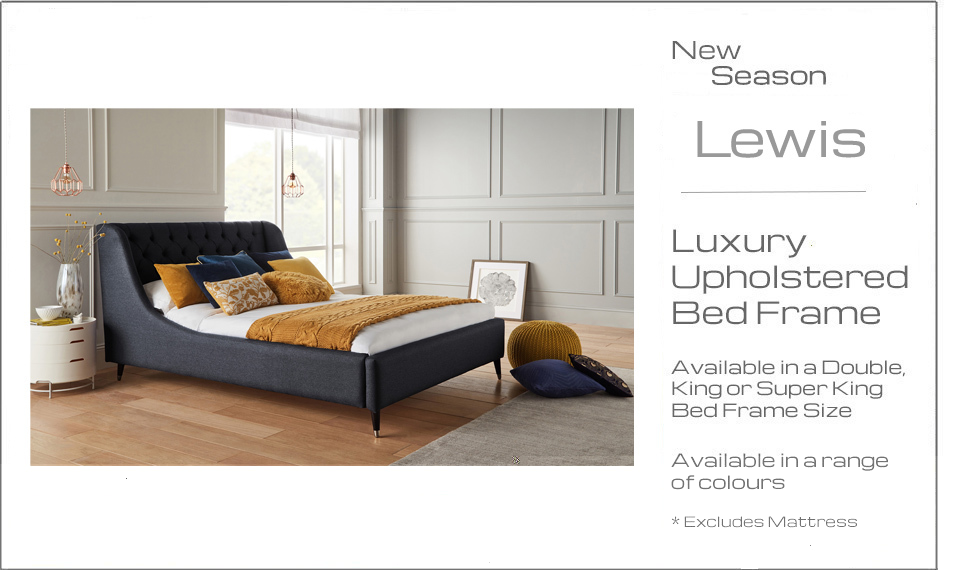 New
Season
Lewis
Luxury
Upholstered
Bed Frame
Available in a Double,
King or Super King
Bed Frame Size
Available in a range
of colours
* Excludes Mattress